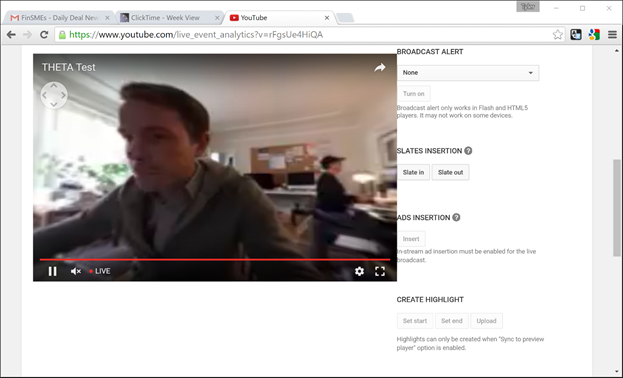 Tyler
FinSMEs - Daily Deal New
ClickTime - Week View
YouTube
https://www.youtube.com/live_event_analytics?v=rFgsUe4HiQA
THETA Test
LIVE
BROADCAST ALERT
None
Turn on
Broadcast alert only works in Flash and HTML5
players. It may not work on some devices.
SLATES INSERTION ?
Slate in Slate out
ADS INSERTION ?
Insert
In-stream ad insertion must be enabled for the live
broadcast.
CREATE HIGHLIGHT
Set start Set end Upload
Highlights can only be created when "Sync to preview
player" option is enabled.